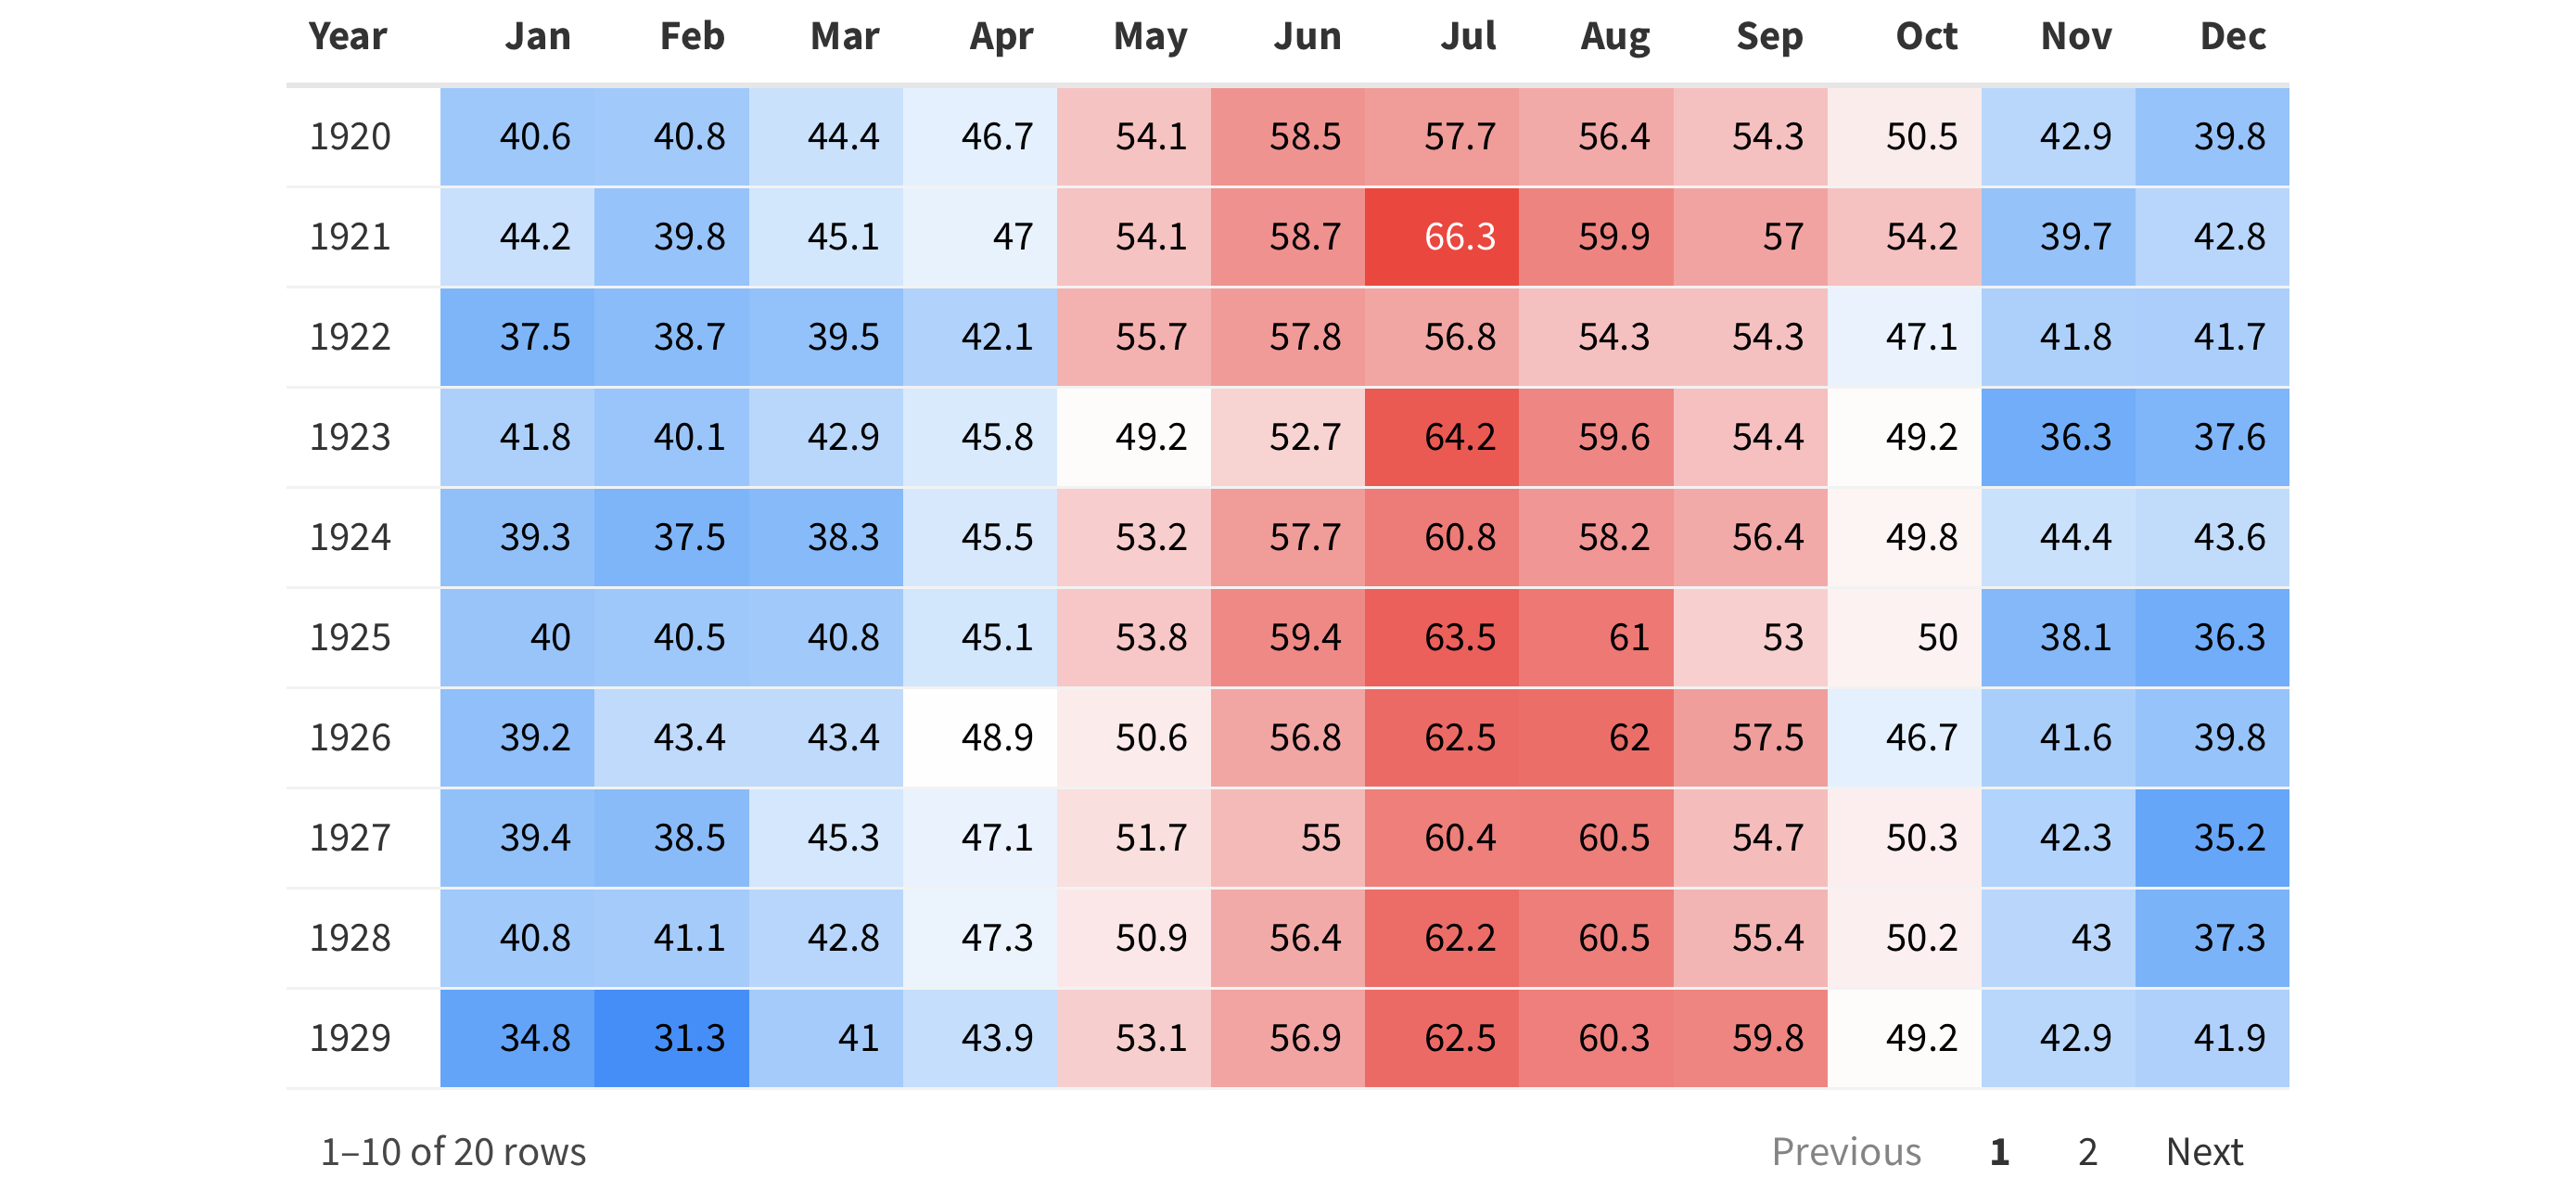 Year Jan Feb Mar Apr May Jun Jul Aug Sep Oct Nov Dec
1920 40.6 40.8 44.4 46.7 54.1 58.5 57.7 56.4 54.3 50.5 42.9 39.8
1921 44.2 39.8 45.1 47 54.1 58.7 66.3 59.9 57 54.2 39.7 42.8
1922 37.5 38.7 39.5 42.1 55.7 57.8 56.8 54.3 54.3 47.1 41.8 41.7
1923 41.8 40.1 42.9 45.8 49.2 52.7 64.2 59.6 54.4 49.2 36.3 37.6
1924 39.3 37.5 38.3 45.5 53.2 57.7 60.8 58.2 56.4 49.8 44.4 43.6
1925 40 40.5 40.8 45.1 53.8 59.4 63.5 61 53 50 38.1 36.3
1926 39.2 43.4 43.4 48.9 50.6 56.8 62.5 62 57.5 46.7 41.6 39.8
1927 39.4 38.5 45.3 47.1 51.7 55 60.4 60.5 54.7 50.3 42.3 35.2
1928 40.8 41.1 42.8 47.3 50.9 56.4 62.2 60.5 55.4 50.2 43 37.3
1929 34.8 31.3 41 43.9 53.1 56.9 62.5 60.3 59.8 49.2 42.9 41.9
1–10 of 20 rows Previous 1 2 Next